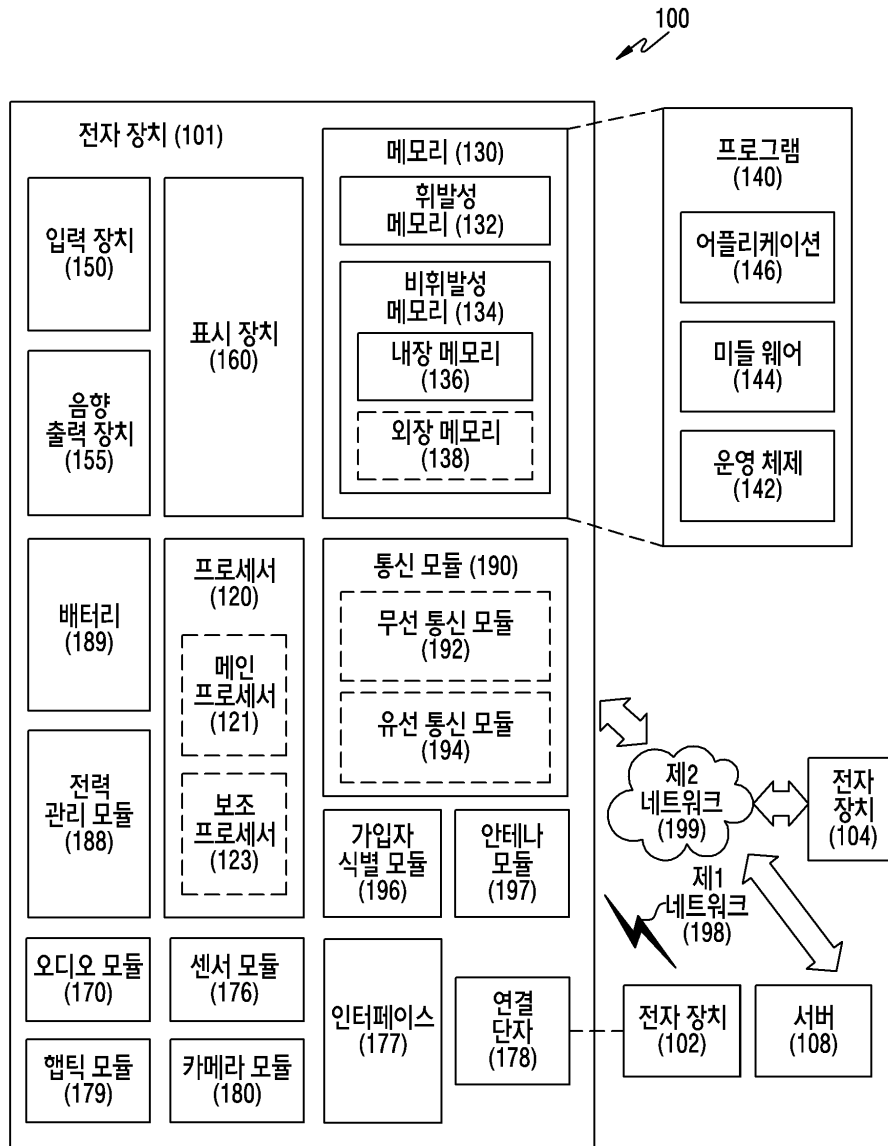 100
전자 장치 (101)
입력 장치
(150)
음향
출력 장치
(155)
표시 장치
(160)
메모리 (130)
휘발성
메모리 (132)
비휘발성
메모리 (134)
내장 메모리
(136)
외장 메모리
(138)
프로그램
(140)
어플리케이션
(146)
미들 웨어
(144)
운영 체제
(142)
배터리
(189)
전력
관리 모듈
(188)
프로세서
(120)
메인
프로세서
(121)
보조
프로세서
(123)
통신 모듈 (190)
무선 통신 모듈
(192)
유선 통신 모듈
(194)
가입자
식별 모듈
(196)
안테나
모듈
(197)
제2
네트워크
(199)
전자
장치
(104)
제1
네트워크
(198)
오디오 모듈
(170)
센서 모듈
(176)
햅틱 모듈
(179)
카메라 모듈
(180)
인터페이스
(177)
연결
단자
(178)
전자 장치
(102)
서버
(108)